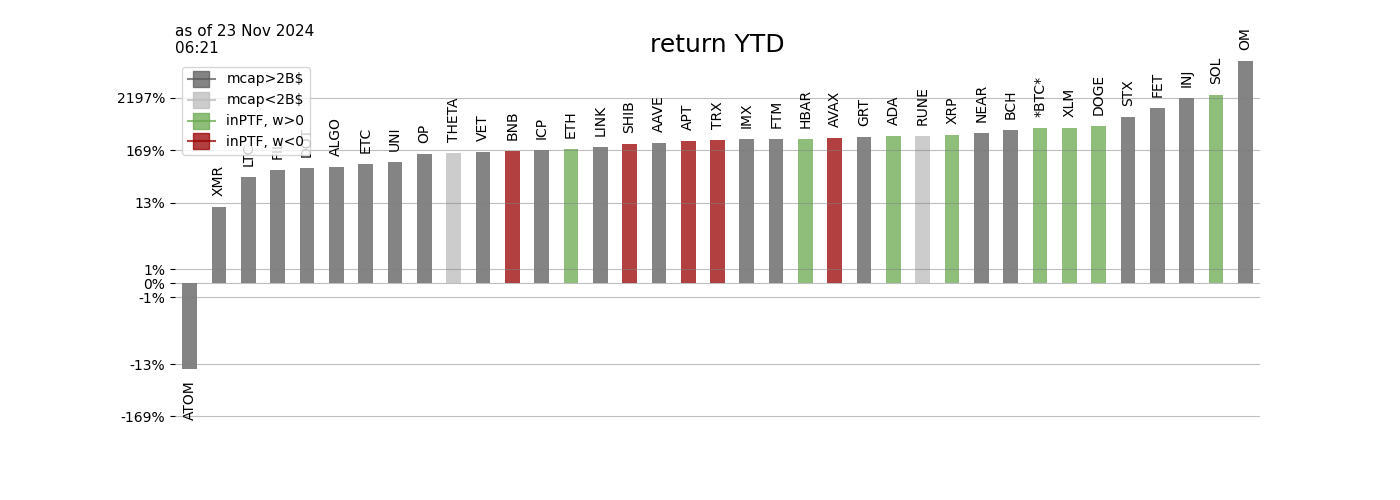 as of 23 Nov 2024
06:21
return YTD
mcap>2B$
mcap<2B$
inPTF, w>0
inPTF, w<0
2197%
169%
13%
1%
0%
-1%
-13%
-169%
ATOM
XMR
ALGO
ETC
UNI
OP
THETA
VET
BNB
ICP
ETH
LINK
SHIB
AAVE
APT
TRX
IMX
FTM
HBAR
AVAX
GRT
ADA
RUNE
XRP
NEAR
BCH
*BTC*
XLM
DOGE
STX
FET
INJ
SOL
OM